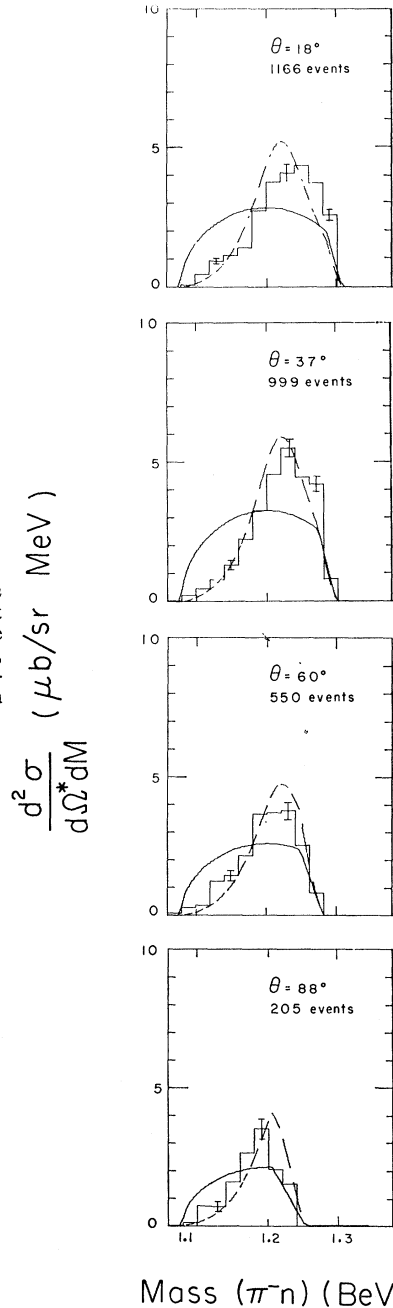 10
θ = 18°
1166 events
5
0
10
θ = 37°
999 events
5
0
10
θ = 60°
550 events
5
0
10
θ = 88°
205 events
5
0
1.1 1.2 1.3
d²σ
dΩ*dM
(μb/sr MeV)
Mass (π⁻n) (BeV